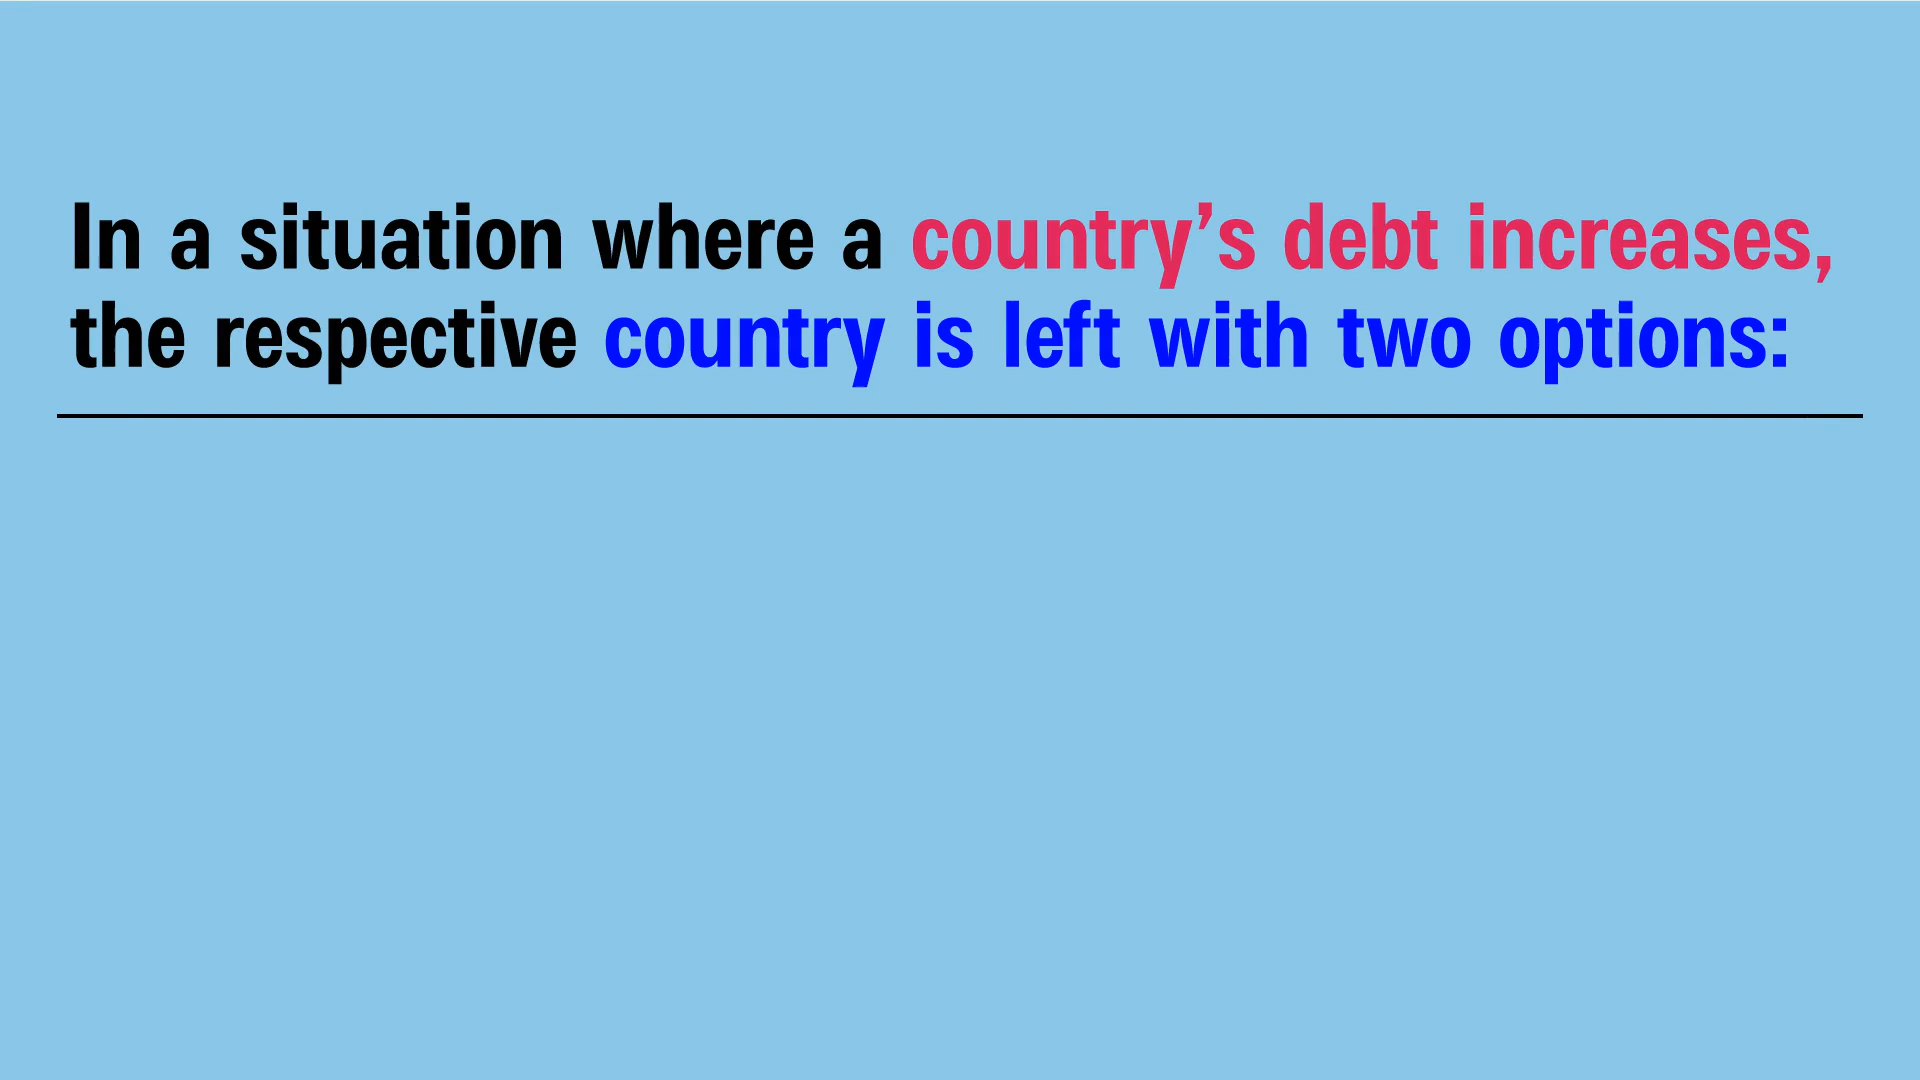 In a situation where a country’s debt increases,
the respective country is left with two options: